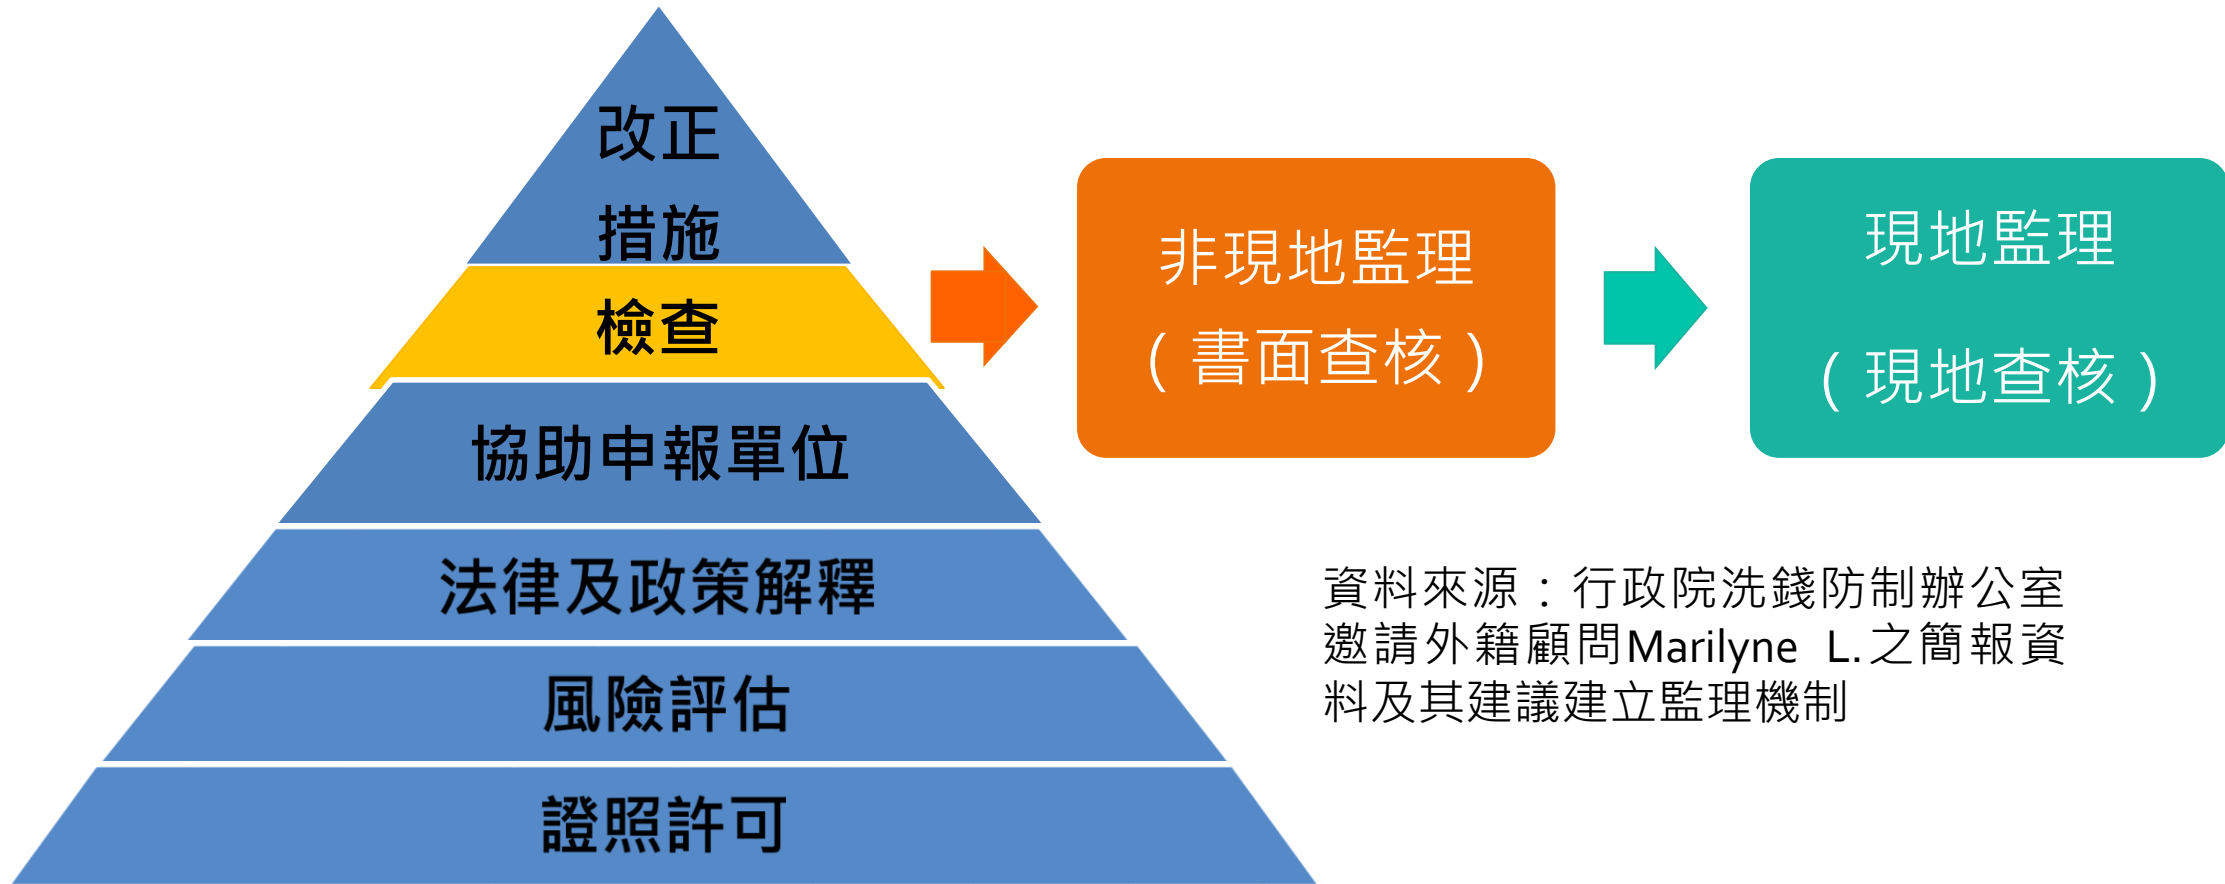 改正
措施
檢查
協助申報單位
法律及政策解釋
風險評估
證照許可
非現地監理
（書面查核）
現地監理
（現地查核）
資料來源：行政院洗錢防制辦公室
邀請外籍顧問Marilyne L.之簡報資
料及其建議建立監理機制